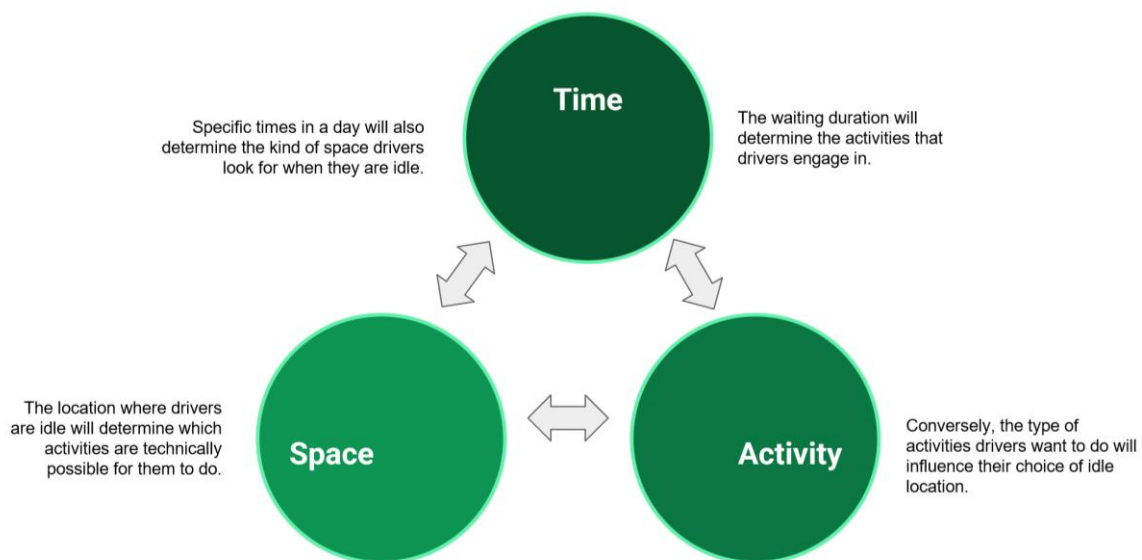 Time
Specific times in a day will also
determine the kind of space drivers
look for when they are idle.
The waiting duration will
determine the activities that
drivers engage in.
The location where drivers
are idle will determine which
activities are technically
possible for them to do.
Space
Activity
Conversely, the type of
activities drivers want to do will
influence their choice of idle
location.